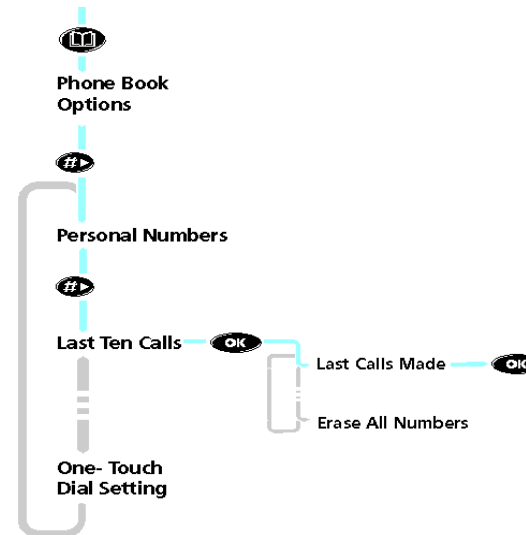 Phone Book
Options
#
Personal Numbers
#
Last Ten Calls OK
Last Calls Made OK
Erase All Numbers
One- Touch
Dial Setting